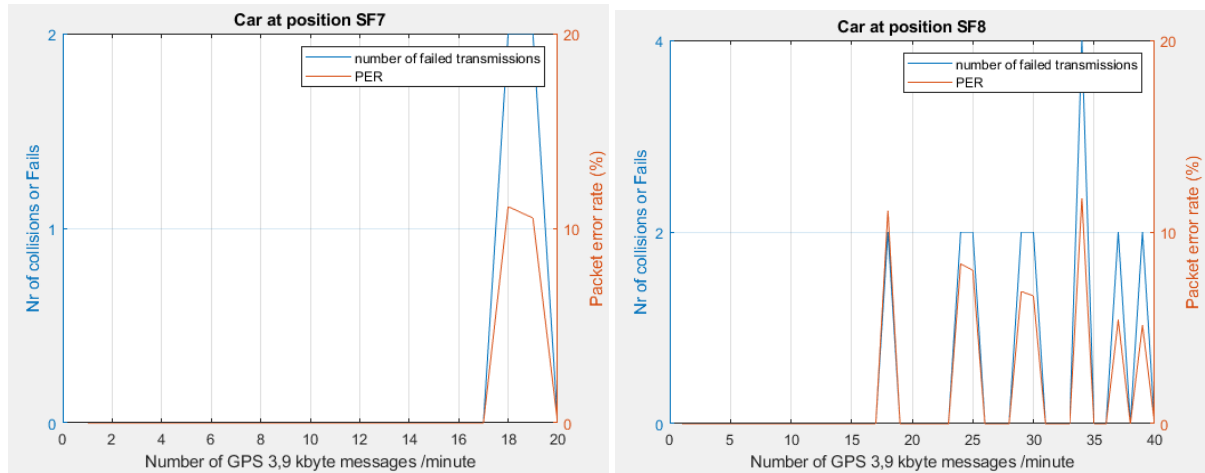 Car at position SF7
number of failed transmissions
PER
Nr of collisions or Fails
2
1
0
Packet error rate (%)
20
10
0
0 2 4 6 8 10 12 14 16 18 20
Number of GPS 3,9 kbyte messages /minute
Car at position SF8
number of failed transmissions
PER
Nr of collisions or Fails
4
2
0
Packet error rate (%)
20
10
0
0 5 10 15 20 25 30 35 40
Number of GPS 3,9 kbyte messages /minute